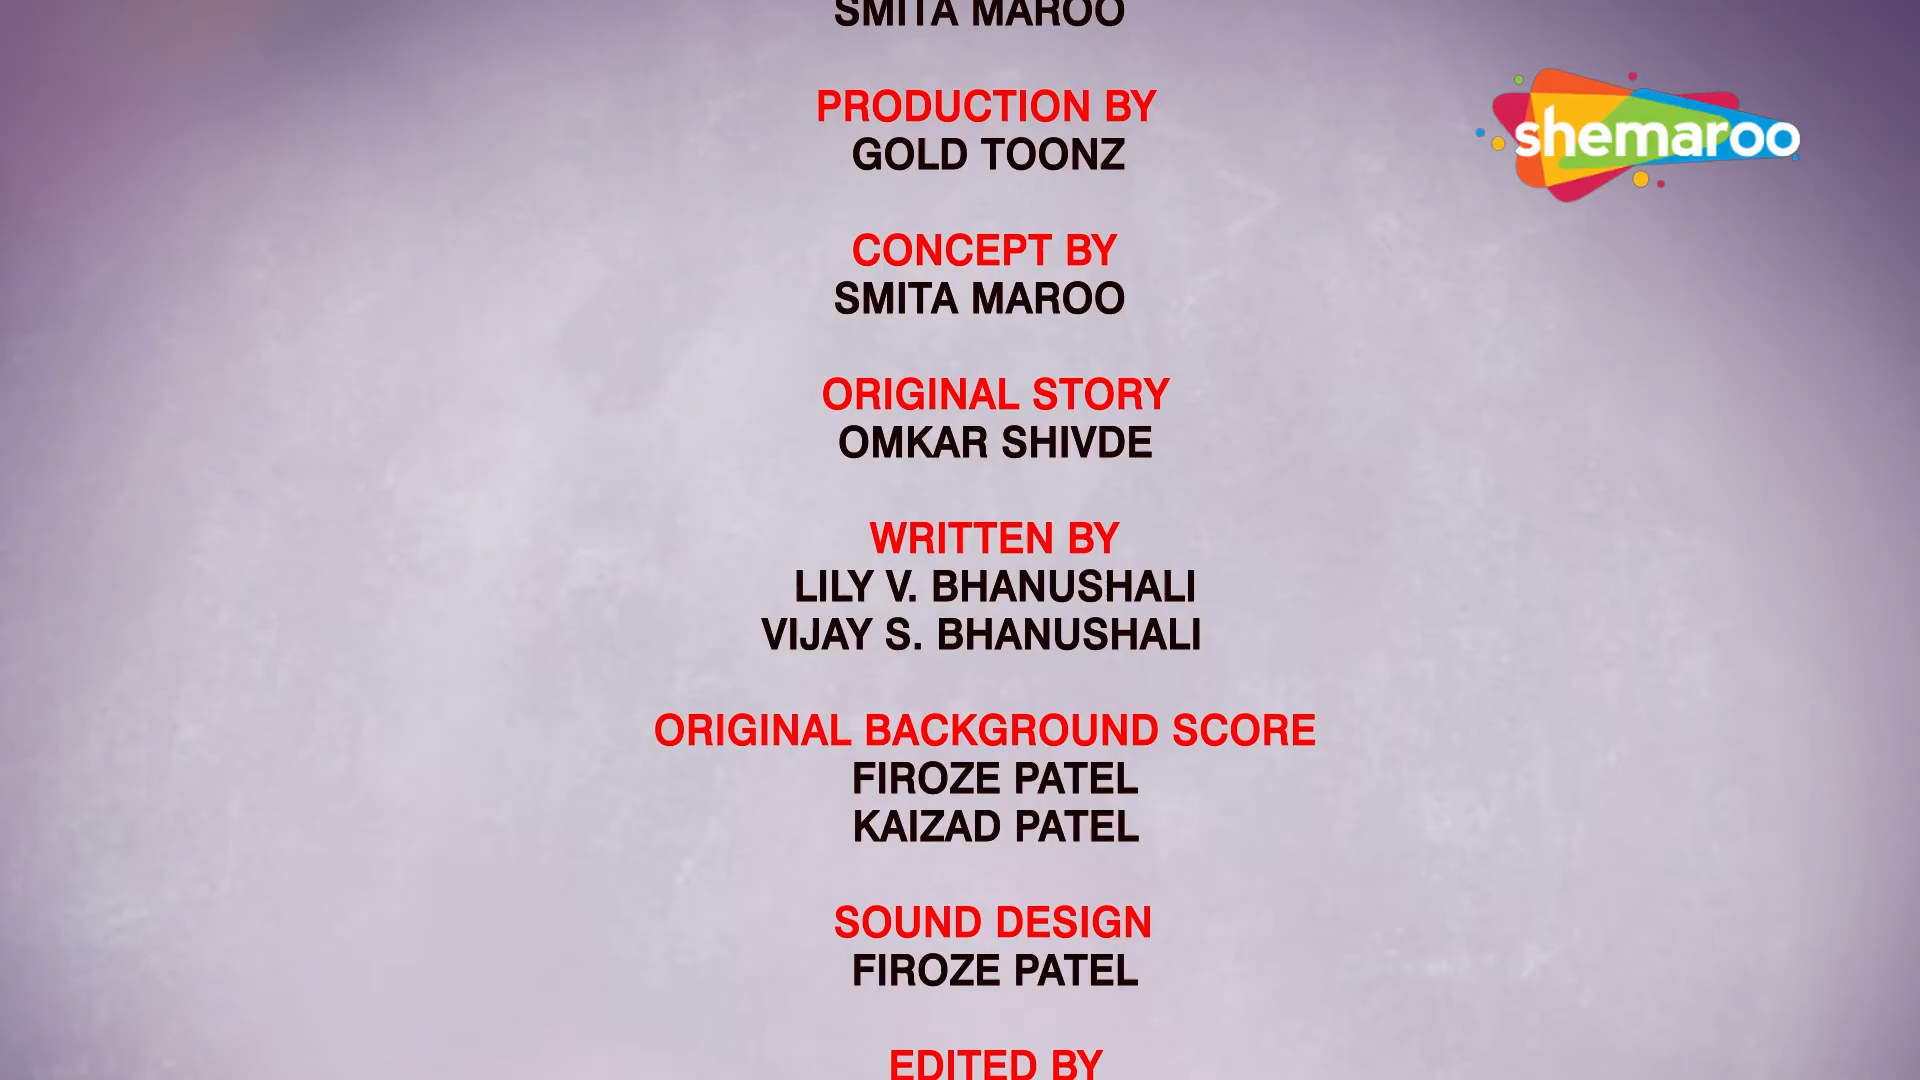 SMITA MAROO
PRODUCTION BY
GOLD TOONZ
shemaroo
CONCEPT BY
SMITA MAROO
ORIGINAL STORY
OMKAR SHIVDE
WRITTEN BY
LILY V. BHANUSHALI
VIJAY S. BHANUSHALI
ORIGINAL BACKGROUND SCORE
FIROZE PATEL
KAIZAD PATEL
SOUND DESIGN
FIROZE PATEL
EDITED BY